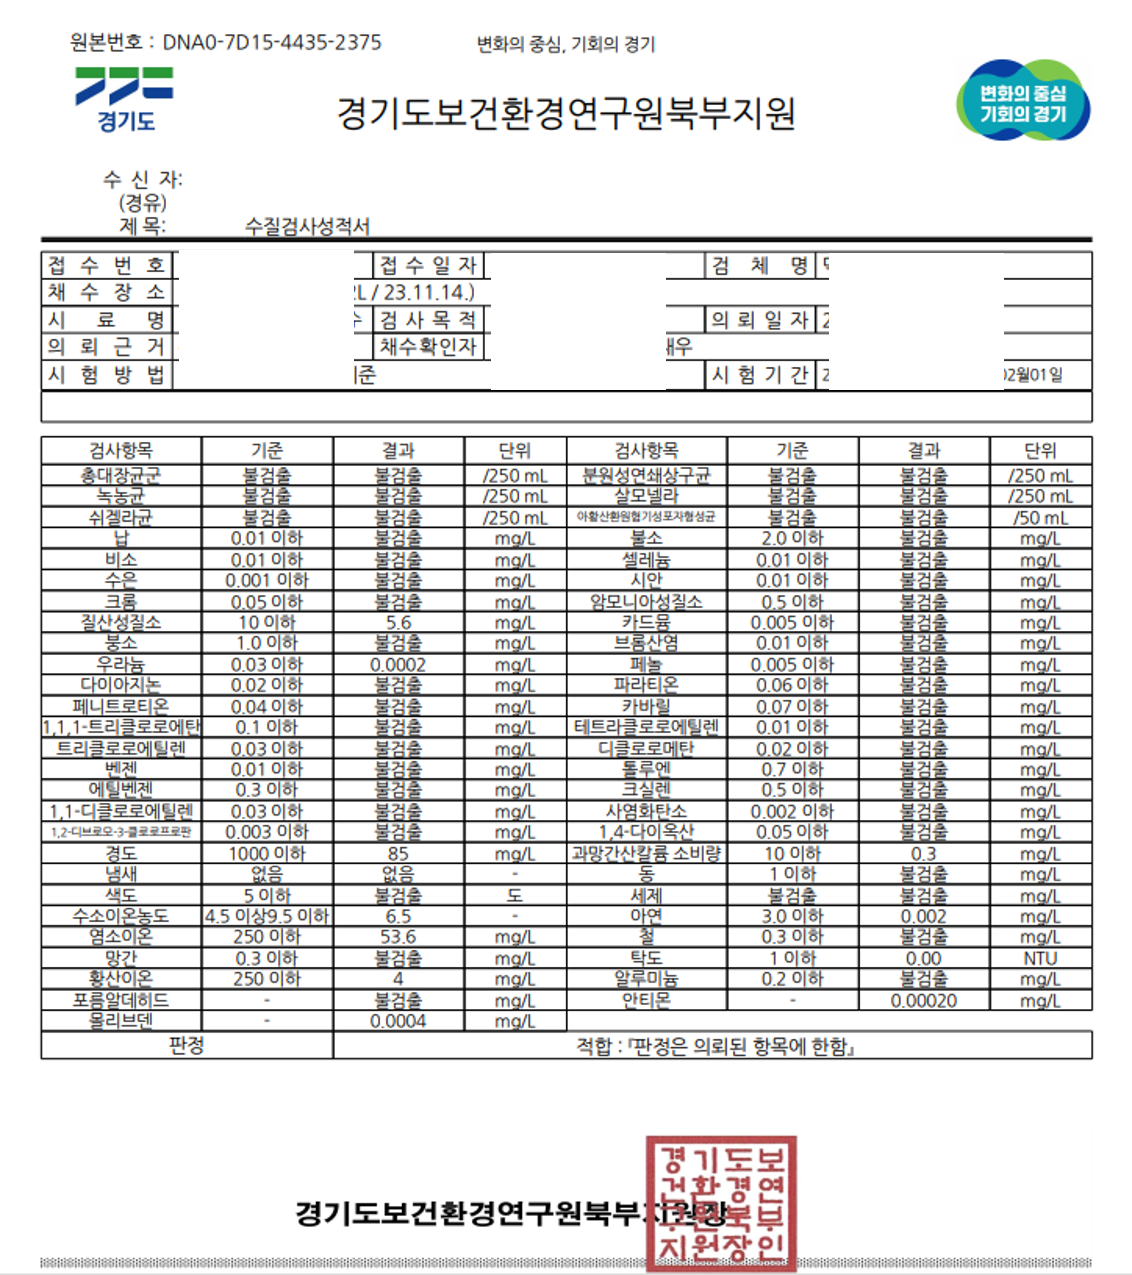 원본번호 : DNA0-7D15-4435-2375
변화의 중심, 기회의 경기
경기도
경기도보건환경연구원북부지원
변화의 중심
기회의 경기
수 신 자:
(경유)
제 목: 수질검사성적서
접 수 번 호 접 수 일 자 검 체 명
채 수 장 소 / 23.11.14.)
시 료 명 검 사 목 적 의 뢰 일 자 2
의 뢰 근 거 채수확인자 우
시 험 방 법 준 시 험 기 간 2 02월01일
검사항목 기준 결과 단위 검사항목 기준 결과 단위
총대장균군 불검출 불검출 /250 mL 분원성연쇄상구균 불검출 불검출 /250 mL
녹농균 불검출 불검출 /250 mL 살모넬라 불검출 불검출 /250 mL
쉬겔라균 불검출 불검출 /250 mL 아황산환원혐기성포자형성균 불검출 불검출 /50 mL
납 0.01 이하 불검출 mg/L 불소 2.0 이하 불검출 mg/L
비소 0.01 이하 불검출 mg/L 셀레늄 0.01 이하 불검출 mg/L
수은 0.001 이하 불검출 mg/L 시안 0.01 이하 불검출 mg/L
크롬 0.05 이하 불검출 mg/L 암모니아성질소 0.5 이하 불검출 mg/L
질산성질소 10 이하 5.6 mg/L 카드뮴 0.005 이하 불검출 mg/L
붕소 1.0 이하 불검출 mg/L 브롬산염 0.01 이하 불검출 mg/L
우라늄 0.03 이하 0.0002 mg/L 페놀 0.005 이하 불검출 mg/L
다이아지논 0.02 이하 불검출 mg/L 파라티온 0.06 이하 불검출 mg/L
페니트로티온 0.04 이하 불검출 mg/L 카바릴 0.07 이하 불검출 mg/L
1,1,1-트리클로로에탄 0.1 이하 불검출 mg/L 테트라클로로에틸렌 0.01 이하 불검출 mg/L
트리클로로에틸렌 0.03 이하 불검출 mg/L 디클로로메탄 0.02 이하 불검출 mg/L
벤젠 0.01 이하 불검출 mg/L 톨루엔 0.7 이하 불검출 mg/L
에틸벤젠 0.3 이하 불검출 mg/L 크실렌 0.5 이하 불검출 mg/L
1,1-디클로로에틸렌 0.03 이하 불검출 mg/L 사염화탄소 0.002 이하 불검출 mg/L
1,2-디브로모-3-클로로프로판 0.003 이하 불검출 mg/L 1,4-다이옥산 0.05 이하 불검출 mg/L
경도 1000 이하 85 mg/L 과망간산칼륨 소비량 10 이하 0.3 mg/L
냄새 없음 없음 - 동 1 이하 불검출 mg/L
색도 5 이하 불검출 도 세제 불검출 불검출 mg/L
수소이온농도 4.5 이상9.5 이하 6.5 - 아연 3.0 이하 0.002 mg/L
염소이온 250 이하 53.6 mg/L 철 0.3 이하 불검출 mg/L
망간 0.3 이하 불검출 mg/L 탁도 1 이하 0.00 NTU
황산이온 250 이하 4 mg/L 알루미늄 0.2 이하 불검출 mg/L
포름알데히드 - 불검출 mg/L 안티몬 - 0.00020 mg/L
몰리브덴 - 0.0004 mg/L
판정 적합 : 『판정은 의뢰된 항목에 한함』
경기도보건환경연구원북부지원장
경기도보
건환경연
구원북부
지원장인